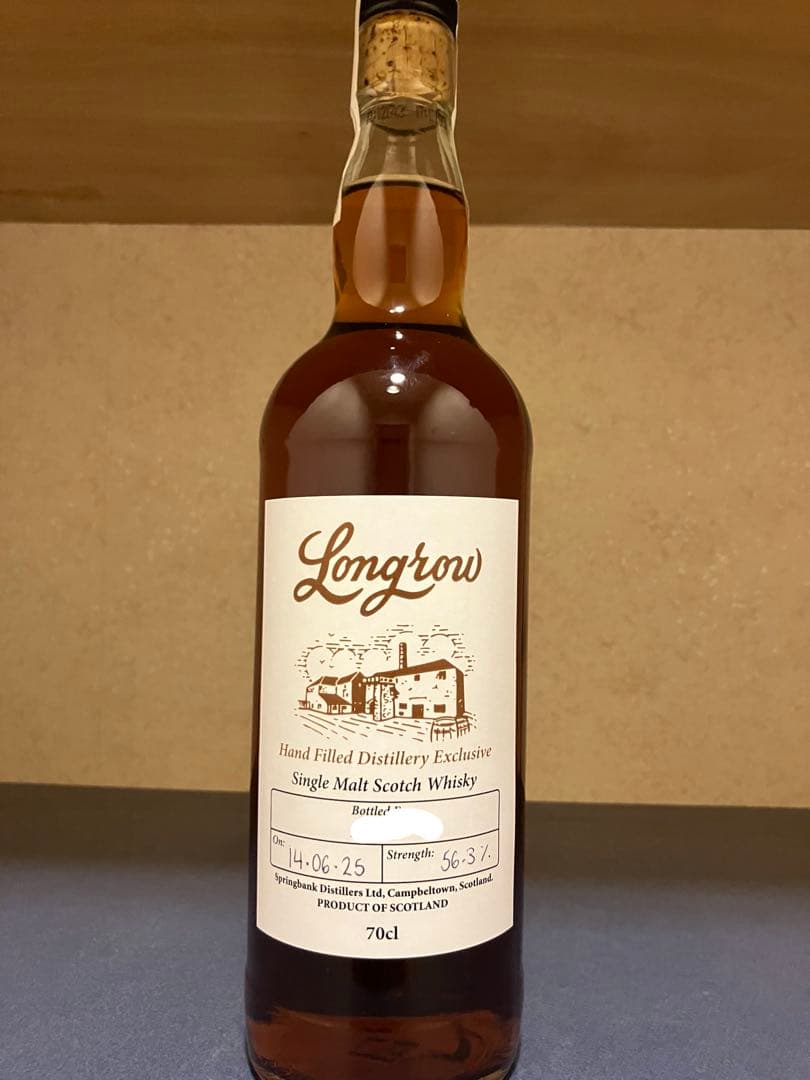 Longrow
Hand Filled Distillery Exclusive
Single Malt Scotch Whisky
Bottled
On: 14.06.25 Strength: 56.3%.
Springbank Distillers Ltd, Campbeltown, Scotland.
PRODUCT OF SCOTLAND
70cl